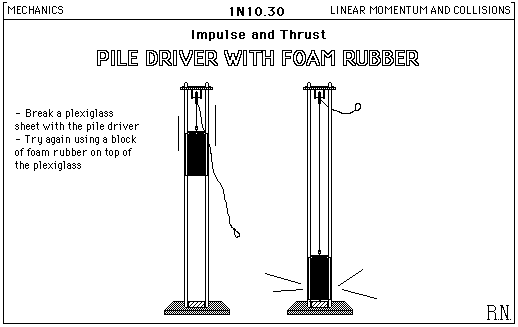 MECHANICS
1N10.30
LINEAR MOMENTUM AND COLLISIONS
Impulse and Thrust
PILE DRIVER WITH FOAM RUBBER
- Break a plexiglass
sheet with the pile driver
- Try again using a block
of foam rubber on top of
the plexiglass
R.N.